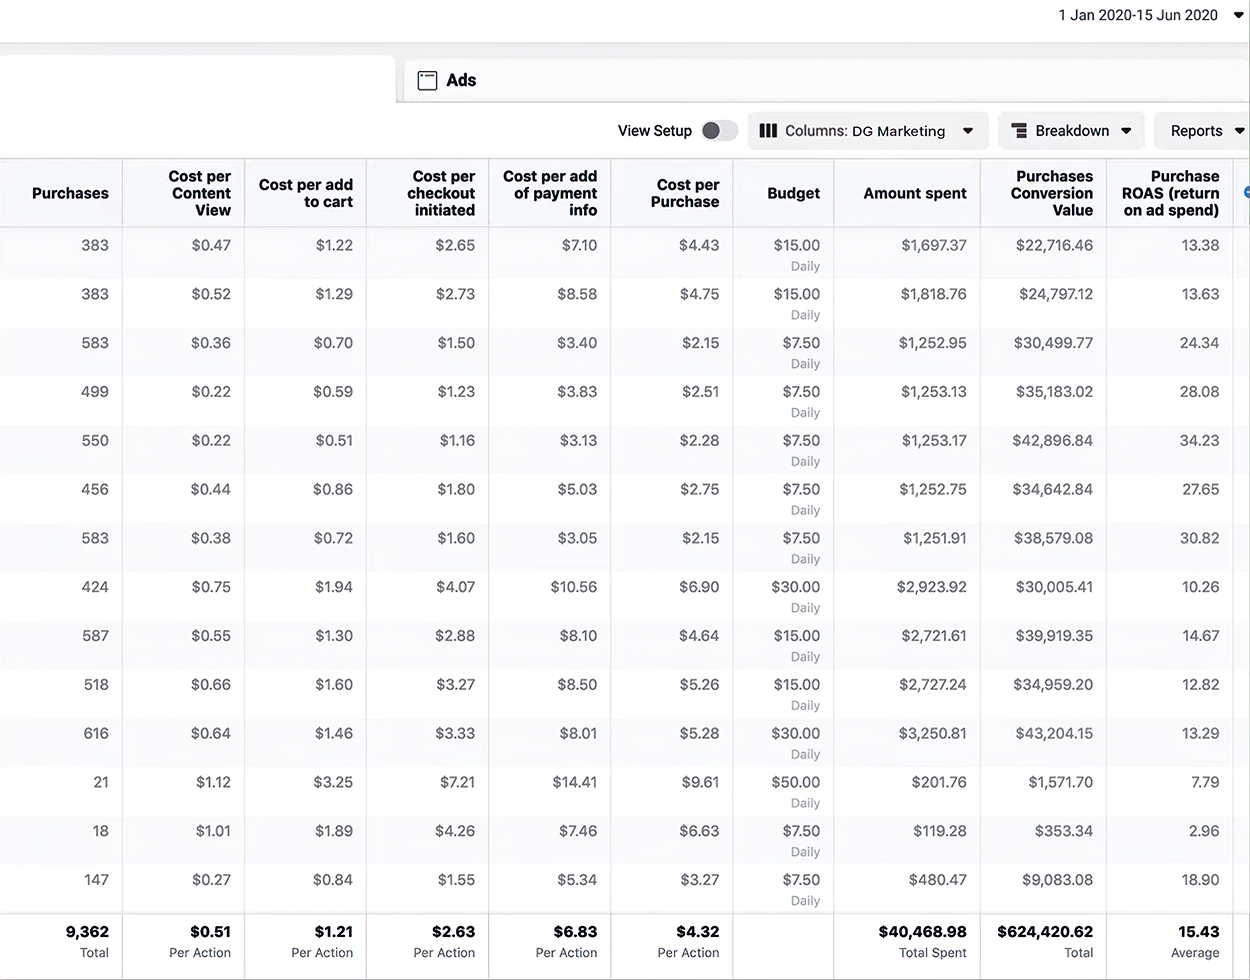 1 Jan 2020-15 Jun 2020
Ads
View Setup Columns: DG Marketing Breakdown Reports
Purchases Cost per Content View Cost per add to cart Cost per checkout initiated Cost per add of payment info Cost per Purchase Budget Amount spent Purchases Conversion Value Purchase ROAS (return on ad spend)
383 $0.47 $1.22 $2.65 $7.10 $4.43 $15.00 $1,697.37 $22,716.46 13.38
Daily
383 $0.52 $1.29 $2.73 $8.58 $4.75 $15.00 $1,818.76 $24,797.12 13.63
Daily
583 $0.36 $0.70 $1.50 $3.40 $2.15 $7.50 $1,252.95 $30,499.77 24.34
Daily
499 $0.22 $0.59 $1.23 $3.83 $2.51 $7.50 $1,253.13 $35,183.02 28.08
Daily
550 $0.22 $0.51 $1.16 $3.13 $2.28 $7.50 $1,253.17 $42,896.84 34.23
Daily
456 $0.44 $0.86 $1.80 $5.03 $2.75 $7.50 $1,252.75 $34,642.84 27.65
Daily
583 $0.38 $0.72 $1.60 $3.05 $2.15 $7.50 $1,251.91 $38,579.08 30.82
Daily
424 $0.75 $1.94 $4.07 $10.56 $6.90 $30.00 $2,923.92 $30,005.41 10.26
Daily
587 $0.55 $1.30 $2.88 $8.10 $4.64 $15.00 $2,721.61 $39,919.35 14.67
Daily
518 $0.66 $1.60 $3.27 $8.50 $5.26 $15.00 $2,727.24 $34,959.20 12.82
Daily
616 $0.64 $1.46 $3.33 $8.01 $5.28 $30.00 $3,250.81 $43,204.15 13.29
Daily
21 $1.12 $3.25 $7.21 $14.41 $9.61 $50.00 $201.76 $1,571.70 7.79
Daily
18 $1.01 $1.89 $4.26 $7.46 $6.63 $7.50 $119.28 $353.34 2.96
Daily
147 $0.27 $0.84 $1.55 $5.34 $3.27 $7.50 $480.47 $9,083.08 18.90
Daily
9,362 $0.51 $1.21 $2.63 $6.83 $4.32 $40,468.98 $624,420.62 15.43
Total Per Action Per Action Per Action Per Action Per Action Total Spent Total Average